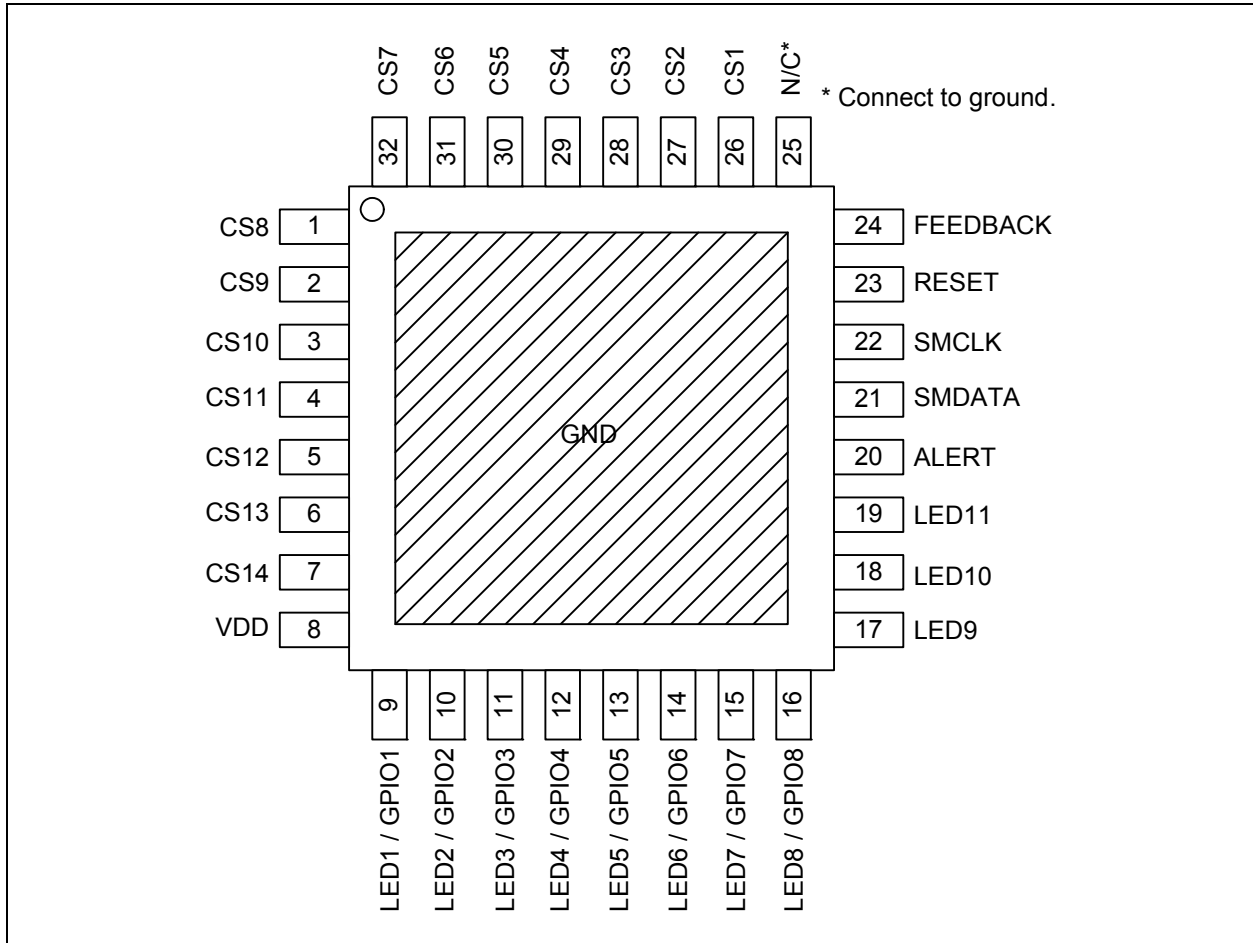 CS7
CS6
CS5
CS4
CS3
CS2
CS1
N/C*
* Connect to ground.
32
31
30
29
28
27
26
25
CS8 1
CS9 2
CS10 3
CS11 4
CS12 5
CS13 6
CS14 7
VDD 8
GND
24 FEEDBACK
23 RESET
22 SMCLK
21 SMDATA
20 ALERT
19 LED11
18 LED10
17 LED9
9
10
11
12
13
14
15
16
LED1 / GPIO1
LED2 / GPIO2
LED3 / GPIO3
LED4 / GPIO4
LED5 / GPIO5
LED6 / GPIO6
LED7 / GPIO7
LED8 / GPIO8